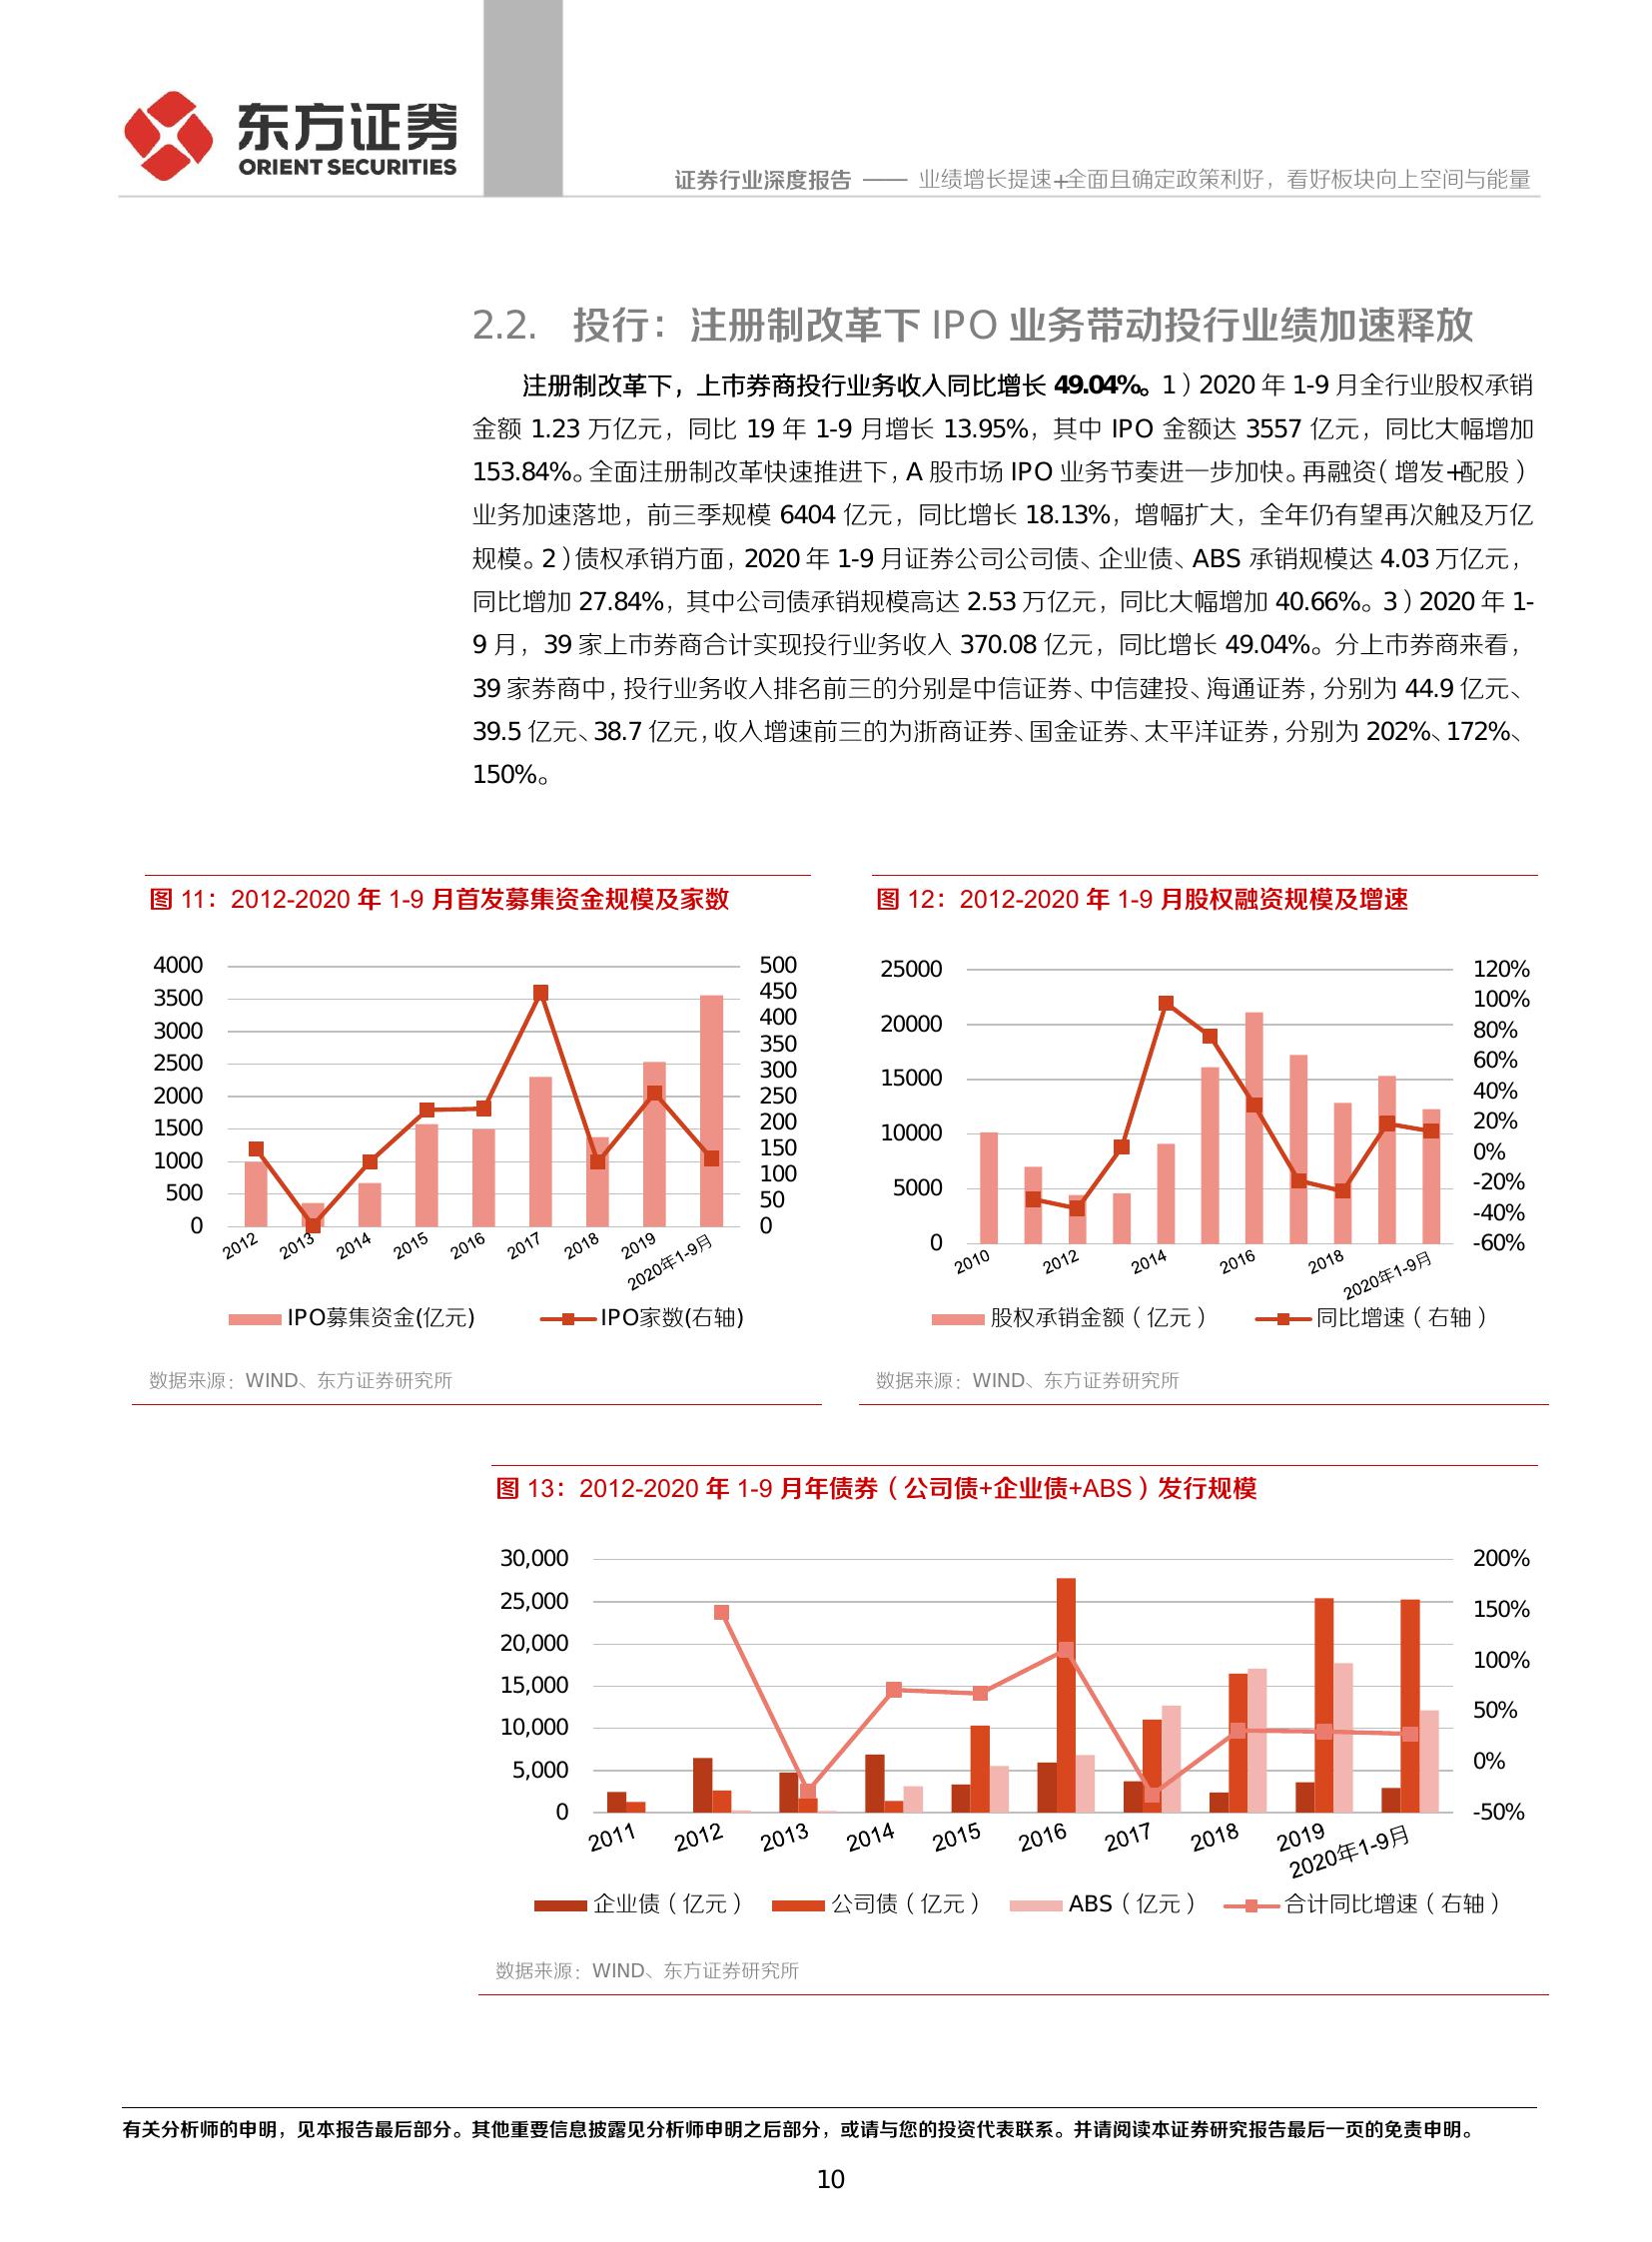 东方证券
ORIENT SECURITIES
证券行业深度报告 —— 业绩增长提速+全面且确定政策利好，看好板块向上空间与能量
2.2. 投行：注册制改革下 IPO 业务带动投行业绩加速释放
注册制改革下，上市券商投行业务收入同比增长 49.04%。1）2020 年 1-9 月全行业股权承销
金额 1.23 万亿元，同比 19 年 1-9 月增长 13.95%，其中 IPO 金额达 3557 亿元，同比大幅增加
153.84%。全面注册制改革快速推进下，A 股市场 IPO 业务节奏进一步加快。再融资（增发+配股）
业务加速落地，前三季规模 6404 亿元，同比增长 18.13%，增幅扩大，全年仍有望再次触及万亿
规模。2）债权承销方面，2020 年 1-9 月证券公司公司债、企业债、ABS 承销规模达 4.03 万亿元，
同比增加 27.84%，其中公司债承销规模高达 2.53 万亿元，同比大幅增加 40.66%。3）2020 年 1-
9 月，39 家上市券商合计实现投行业务收入 370.08 亿元，同比增长 49.04%。分上市券商来看，
39 家券商中，投行业务收入排名前三的分别是中信证券、中信建投、海通证券，分别为 44.9 亿元、
39.5 亿元、38.7 亿元，收入增速前三的为浙商证券、国金证券、太平洋证券，分别为 202%、172%、
150%。
图 11：2012-2020 年 1-9 月首发募集资金规模及家数
4000
3500
3000
2500
2000
1500
1000
500
0
500
450
400
350
300
250
200
150
100
50
0
2012
2013
2014
2015
2016
2017
2018
2019
2020年1-9月
IPO募集资金(亿元)
IPO家数(右轴)
数据来源：WIND、东方证券研究所
图 12：2012-2020 年 1-9 月股权融资规模及增速
25000
20000
15000
10000
5000
0
120%
100%
80%
60%
40%
20%
0%
-20%
-40%
-60%
2010
2012
2014
2016
2018
2020年1-9月
股权承销金额（亿元）
同比增速（右轴）
数据来源：WIND、东方证券研究所
图 13：2012-2020 年 1-9 月年债券（公司债+企业债+ABS）发行规模
30,000
25,000
20,000
15,000
10,000
5,000
0
200%
150%
100%
50%
0%
-50%
2011
2012
2013
2014
2015
2016
2017
2018
2019
2020年1-9月
企业债（亿元）
公司债（亿元）
ABS（亿元）
合计同比增速（右轴）
数据来源：WIND、东方证券研究所
有关分析师的申明，见本报告最后部分。其他重要信息披露见分析师申明之后部分，或请与您的投资代表联系。并请阅读本证券研究报告最后一页的免责申明。
10